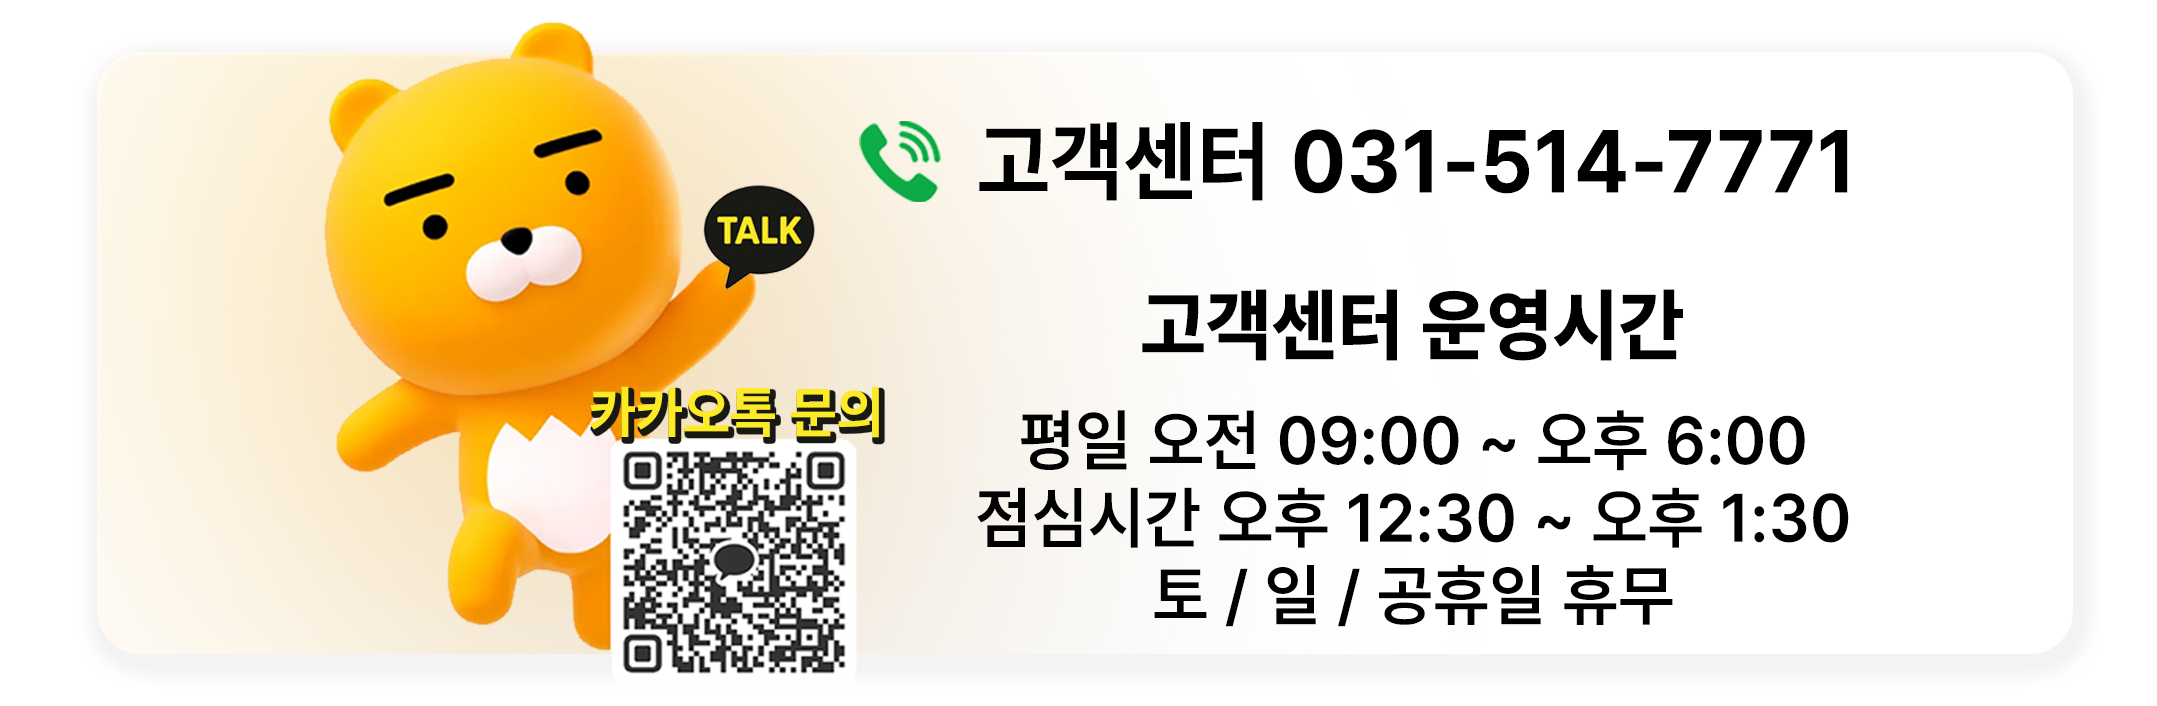 TALK
카카오톡 문의
고객센터 031-514-7771
고객센터 운영시간
평일 오전 09:00 ~ 오후 6:00
점심시간 오후 12:30 ~ 오후 1:30
토 / 일 / 공휴일 휴무